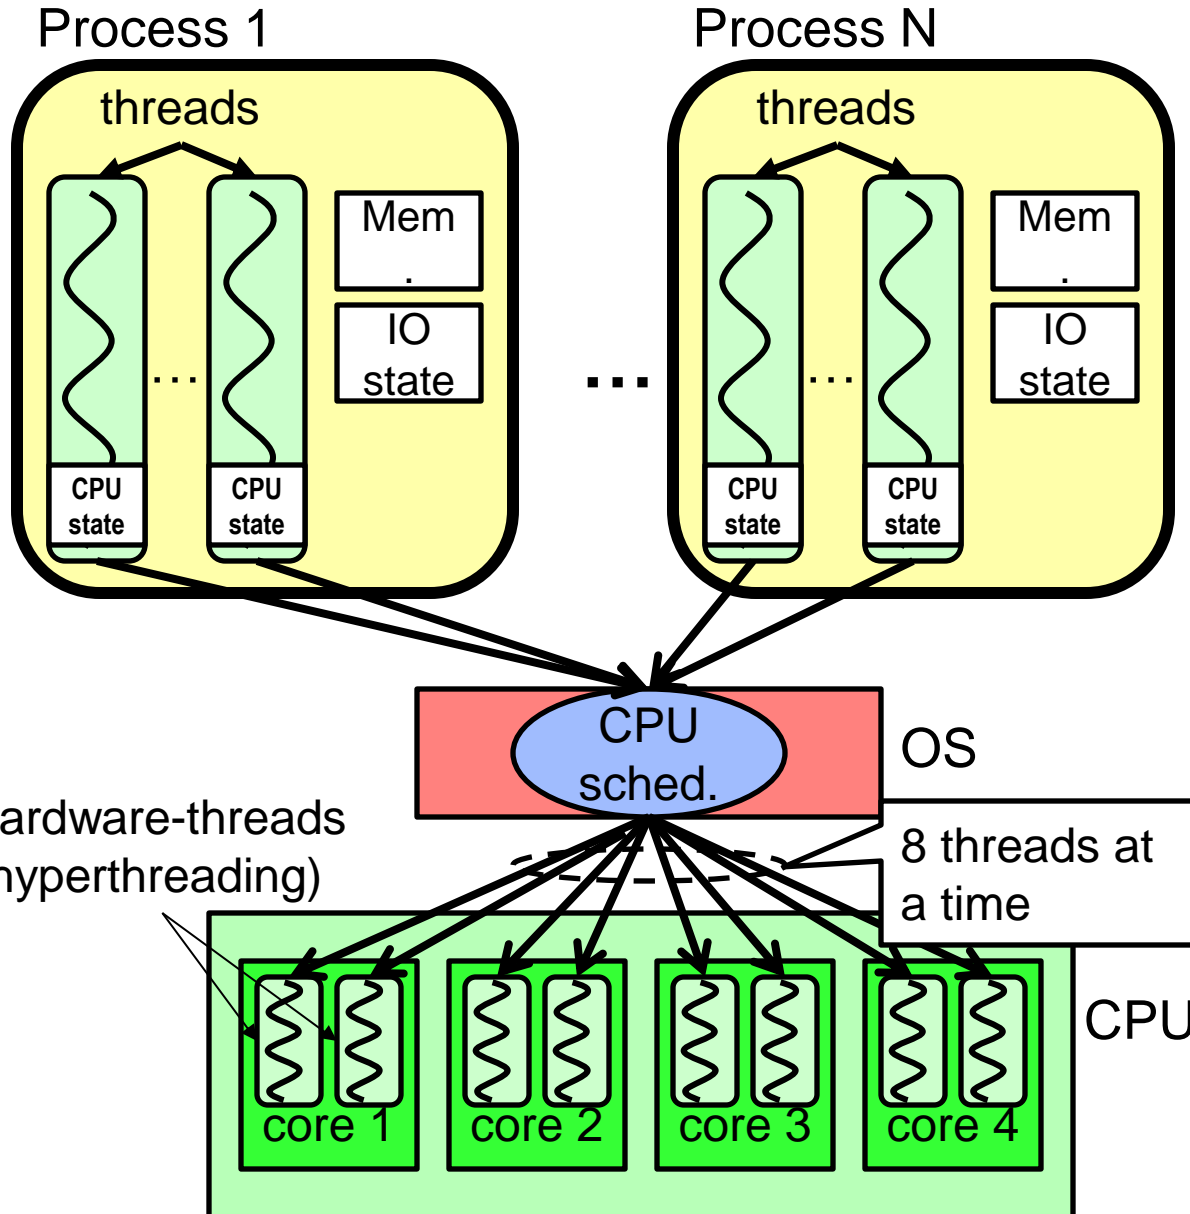 Process 1
Process N
threads
threads
Mem
.
IO
state
Mem
.
IO
state
...
...
...
CPU
state
CPU
state
CPU
state
CPU
state
CPU
sched.
OS
ardware-threads
hyperthreading)
8 threads at
a time
CPU
core 1
core 2
core 3
core 4